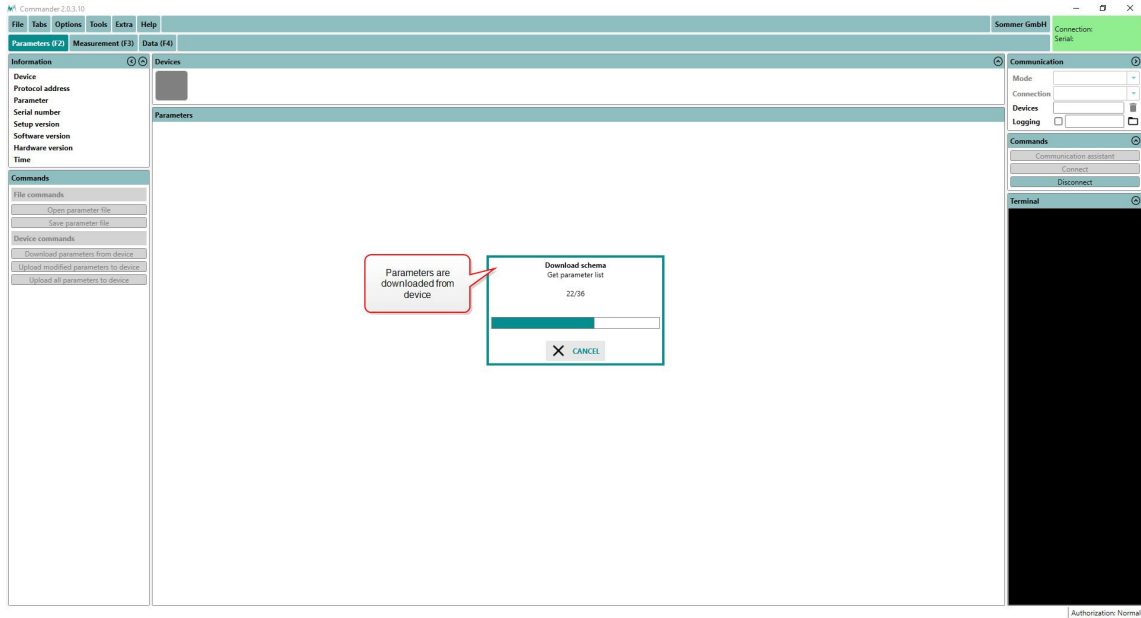 Commander 2.0.3.10
File Tabs Options Tools Extra Help
Sommer GmbH
Connection:
Serial:
Parameters (F2) Measurement (F3) Data (F4)
Information
Device
Protocol address
Parameter
Serial number
Setup version
Software version
Hardware version
Time
Commands
File commands
Open parameter file
Save parameter file
Device commands
Download parameters from device
Upload modified parameters to device
Upload all parameters to device
Devices
Parameters
Parameters are
downloaded from
device
Download schema
Get parameter list
22/36
CANCEL
Communication
Mode
Connection
Devices
Logging
Commands
Communication assistant
Connect
Disconnect
Terminal
Authorization: Normal